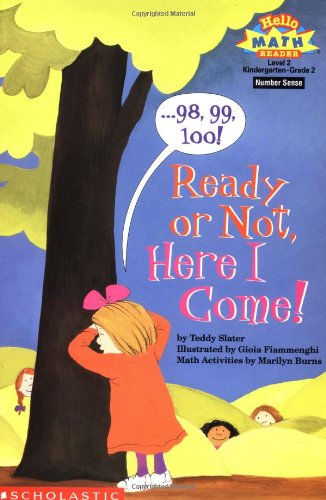 Hello
MATH
READER
Level 2
Kindergarten-Grade 2
Number Sense
...98, 99,
100!
Ready
or Not,
Here I
Come!
by Teddy Slater
Illustrated by Gioia Fiammenghi
Math Activities by Marilyn Burns
SCHOLASTIC